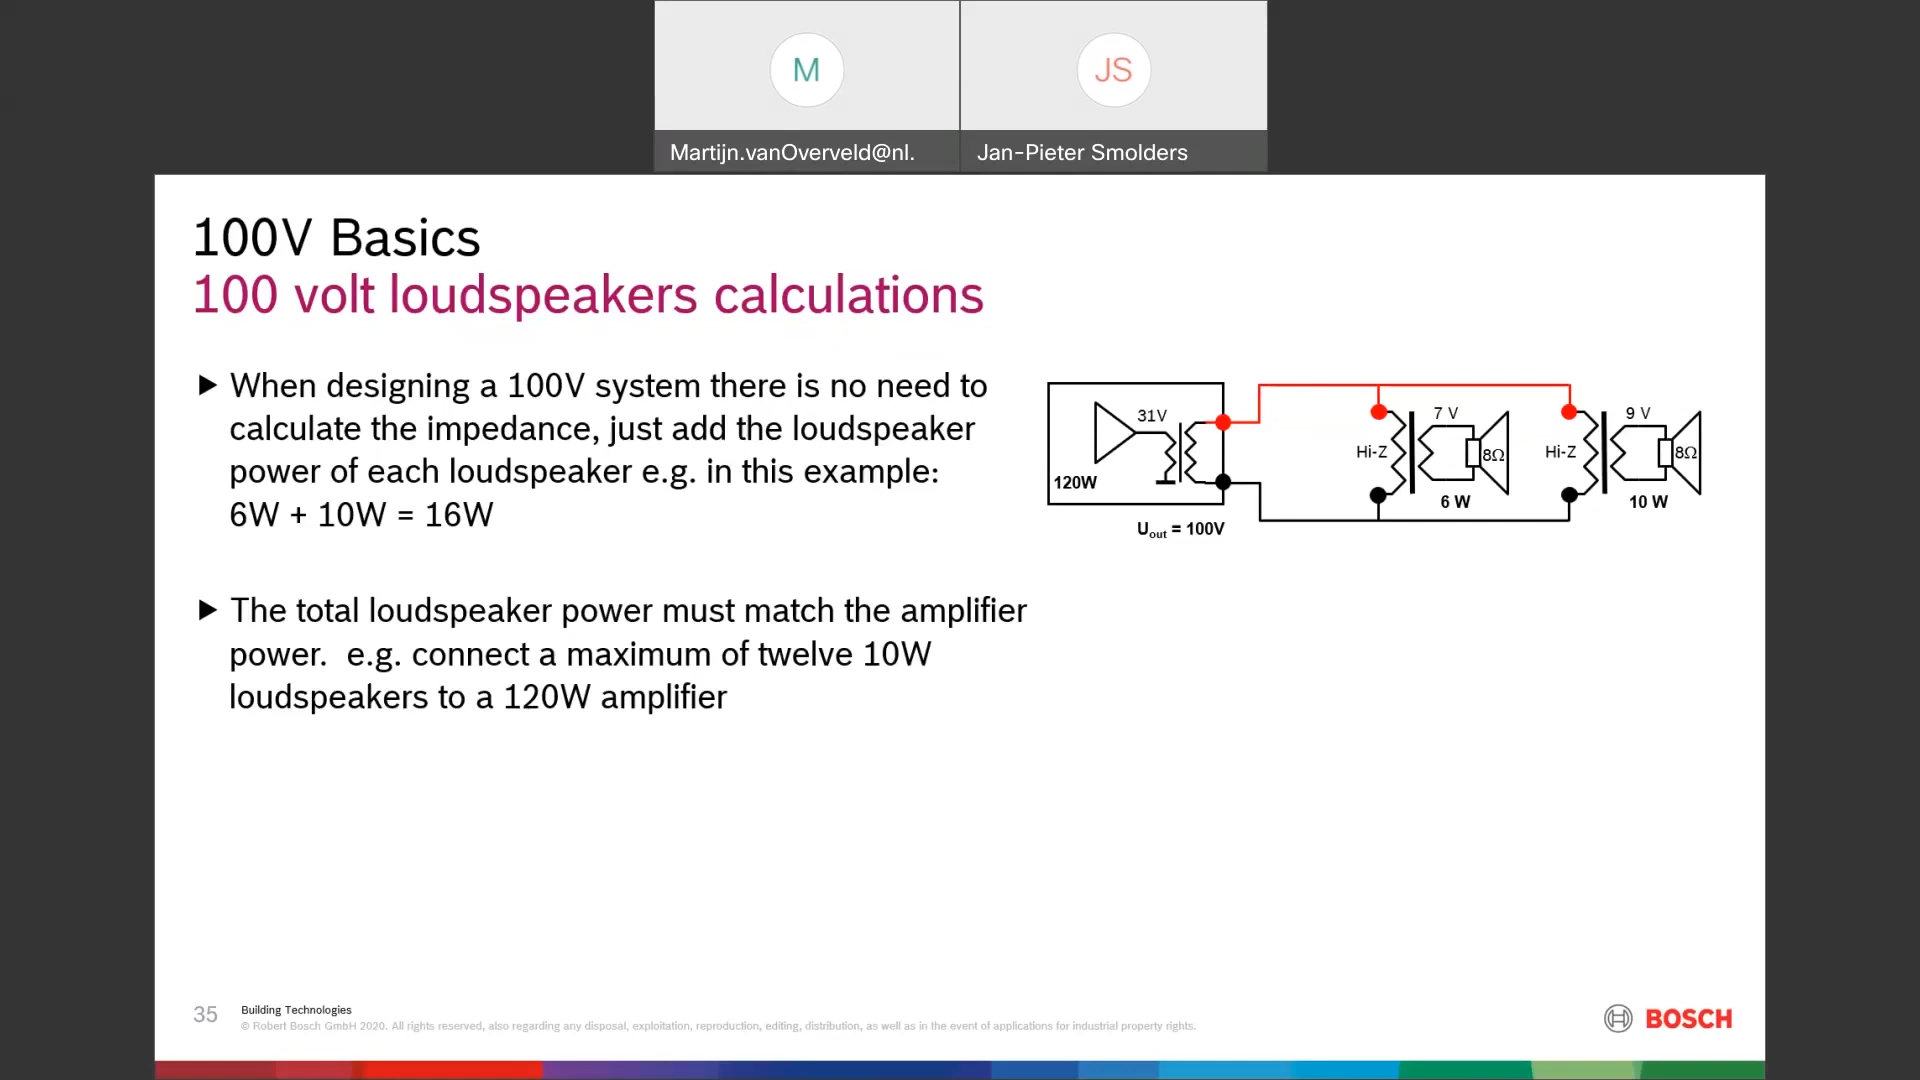 M
JS
Martijn.vanOverveld@nl.
Jan-Pieter Smolders
100V Basics
100 volt loudspeakers calculations
When designing a 100V system there is no need to
calculate the impedance, just add the loudspeaker
power of each loudspeaker e.g. in this example:
6W + 10W = 16W
The total loudspeaker power must match the amplifier
power.  e.g. connect a maximum of twelve 10W
loudspeakers to a 120W amplifier
31V
120W
Uout = 100V
7 V
Hi-Z
8Ω
6 W
9 V
Hi-Z
8Ω
10 W
35
Building Technologies
© Robert Bosch GmbH 2020. All rights reserved, also regarding any disposal, exploitation, reproduction, editing, distribution, as well as in the event of applications for industrial property rights.
BOSCH